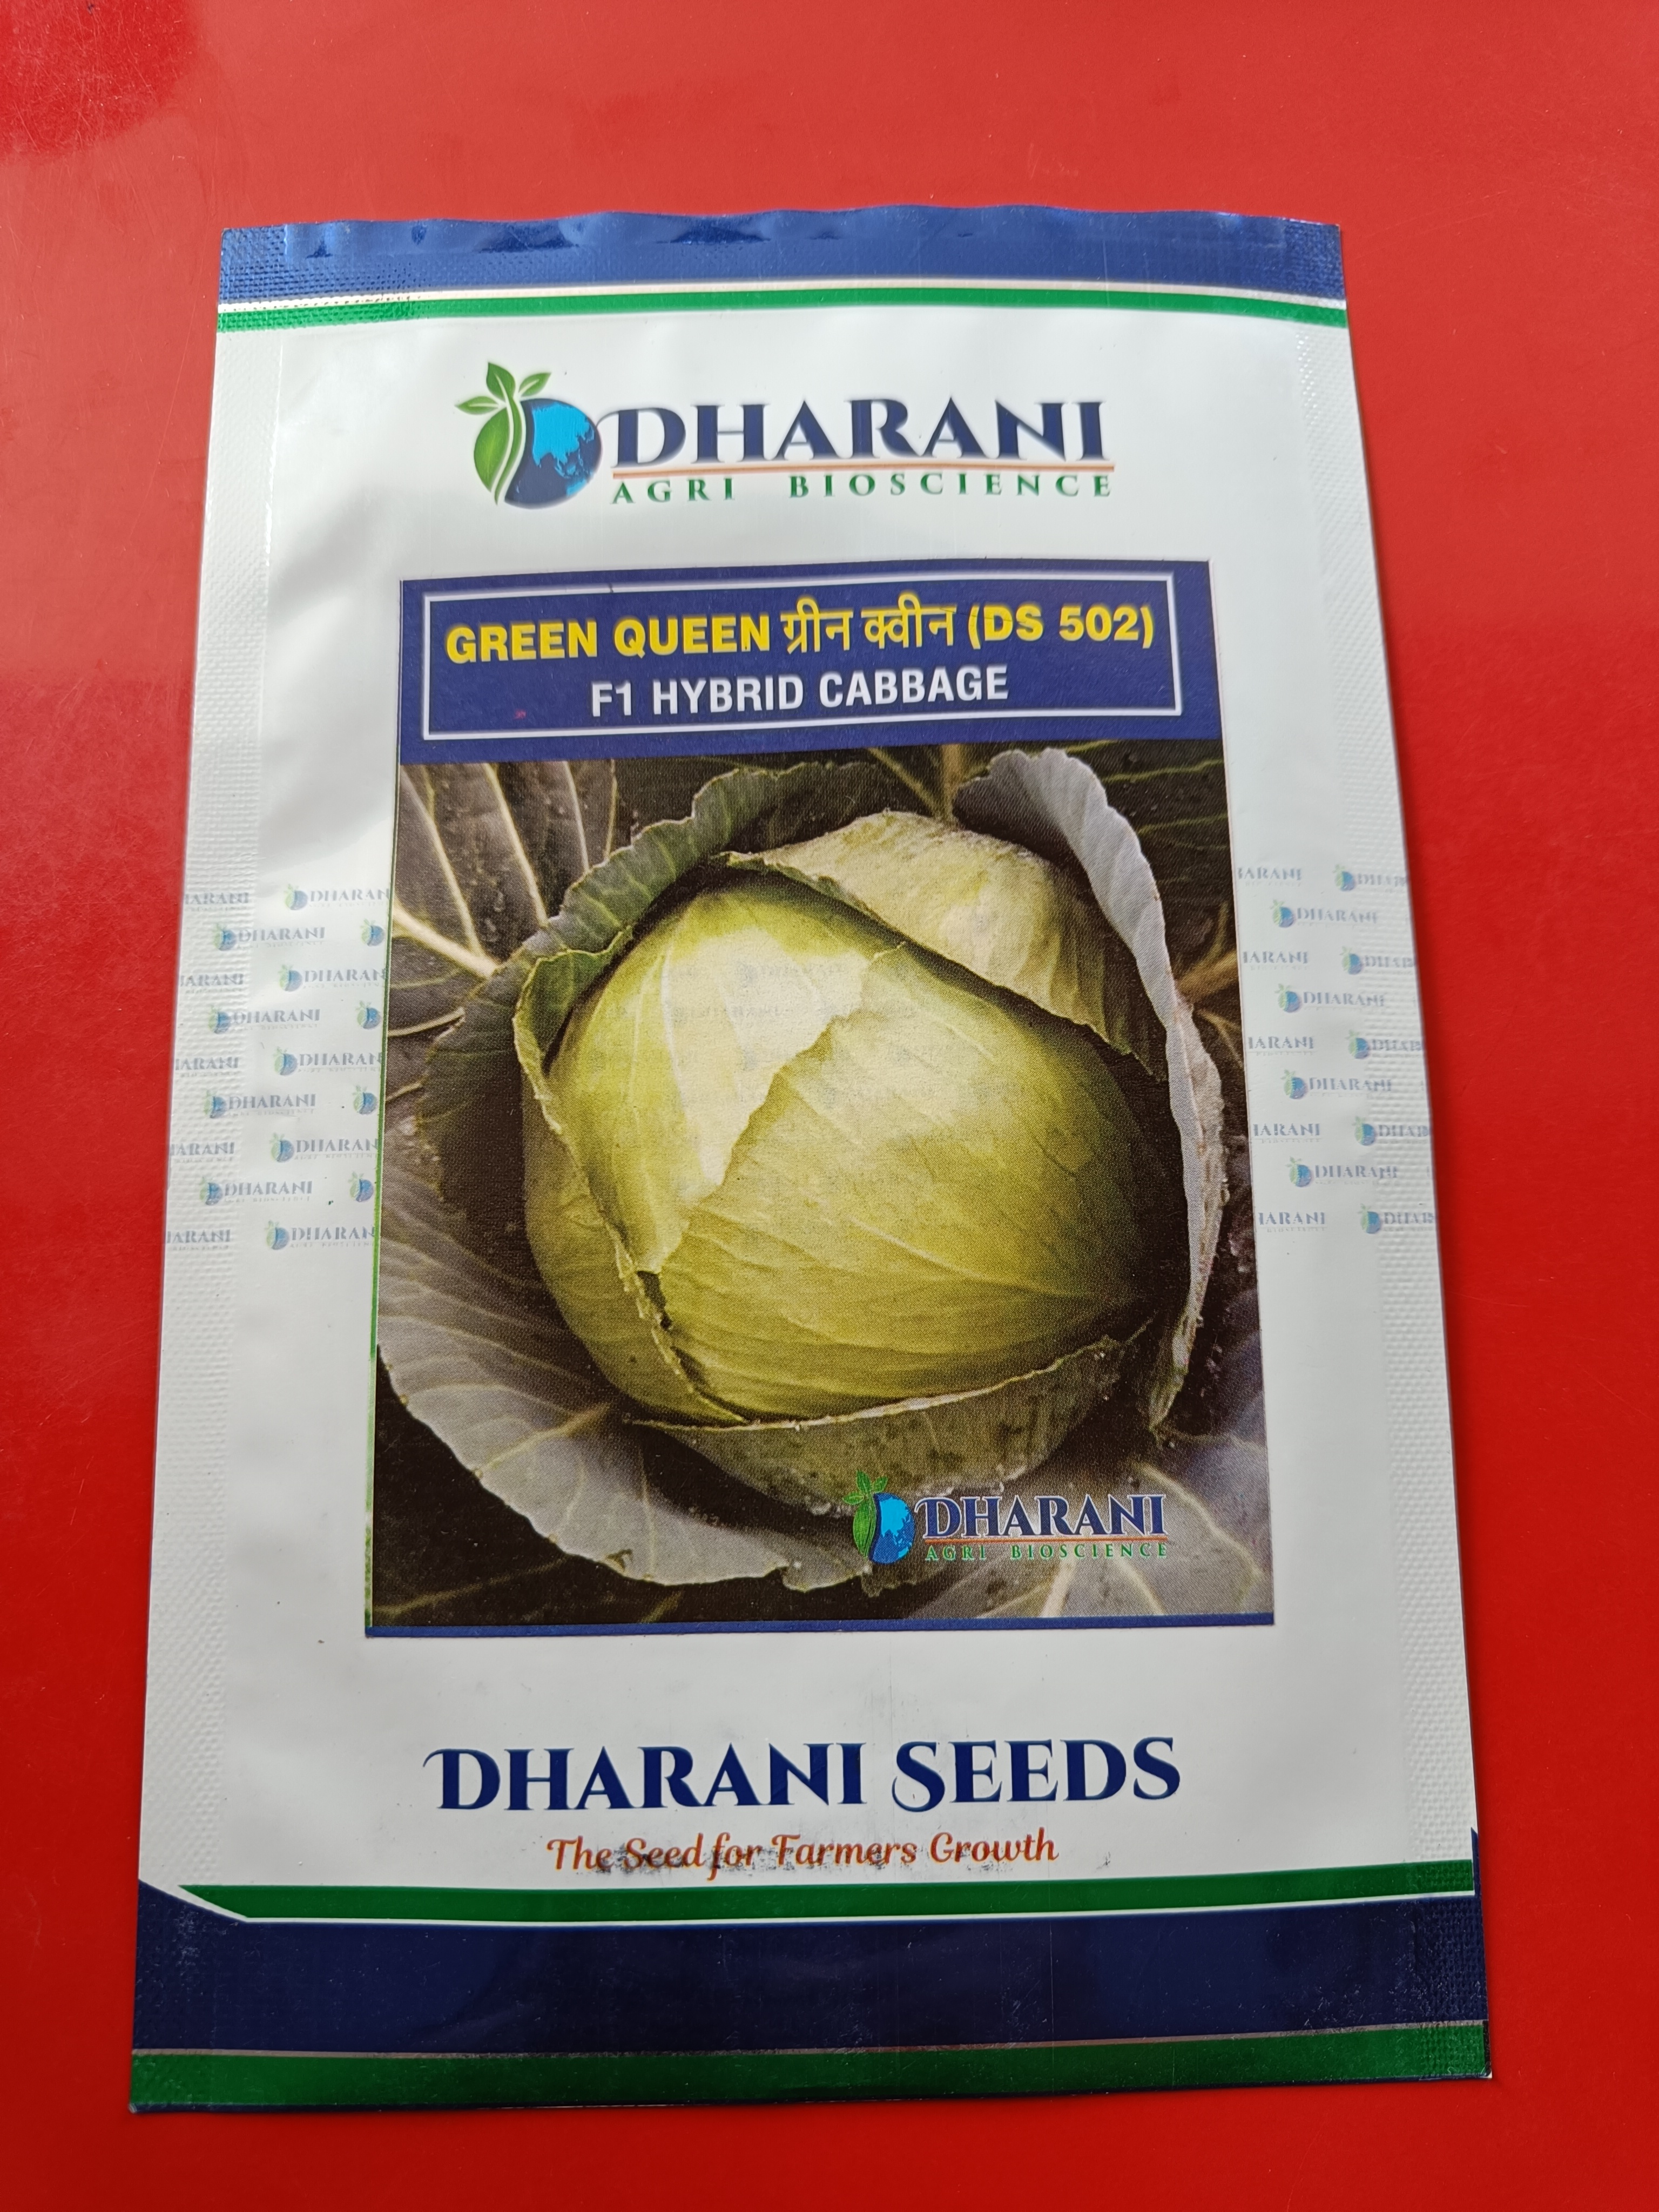 DHARANI
AGRI BIOSCIENCE
GREEN QUEEN ग्रीन क्वीन (DS 502)
F1 HYBRID CABBAGE
DHARANI
AGRI BIOSCIENCE
DHARANI SEEDS
The Seed for Farmers Growth